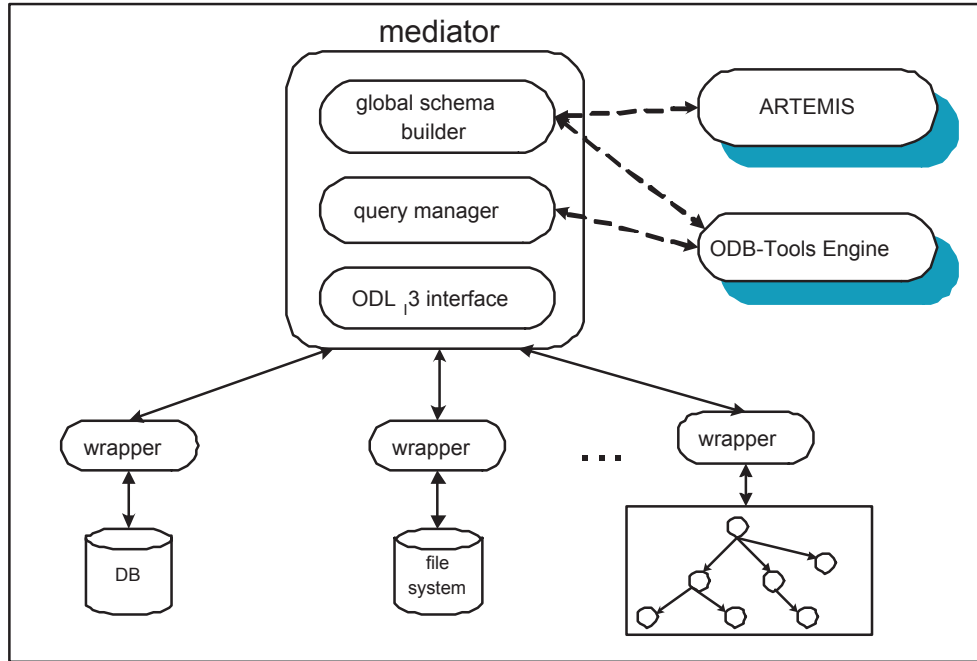 mediator
global schema
builder
ARTEMIS
query manager
ODB-Tools Engine
ODL I3 interface
wrapper
wrapper
...
wrapper
DB
file
system